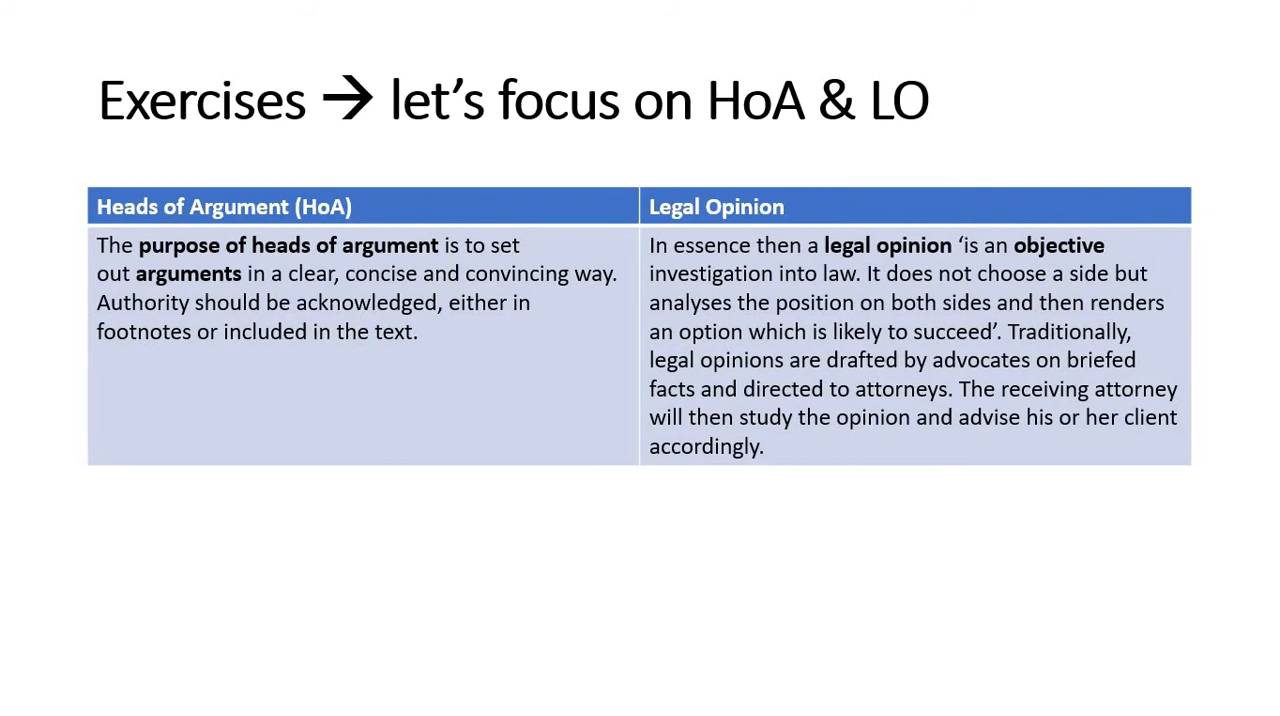 Exercises → let’s focus on HoA & LO
Heads of Argument (HoA)
The purpose of heads of argument is to set
out arguments in a clear, concise and convincing way.
Authority should be acknowledged, either in
footnotes or included in the text.
Legal Opinion
In essence then a legal opinion ‘is an objective
investigation into law. It does not choose a side but
analyses the position on both sides and then renders
an option which is likely to succeed’. Traditionally,
legal opinions are drafted by advocates on briefed
facts and directed to attorneys. The receiving attorney
will then study the opinion and advise his or her client
accordingly.